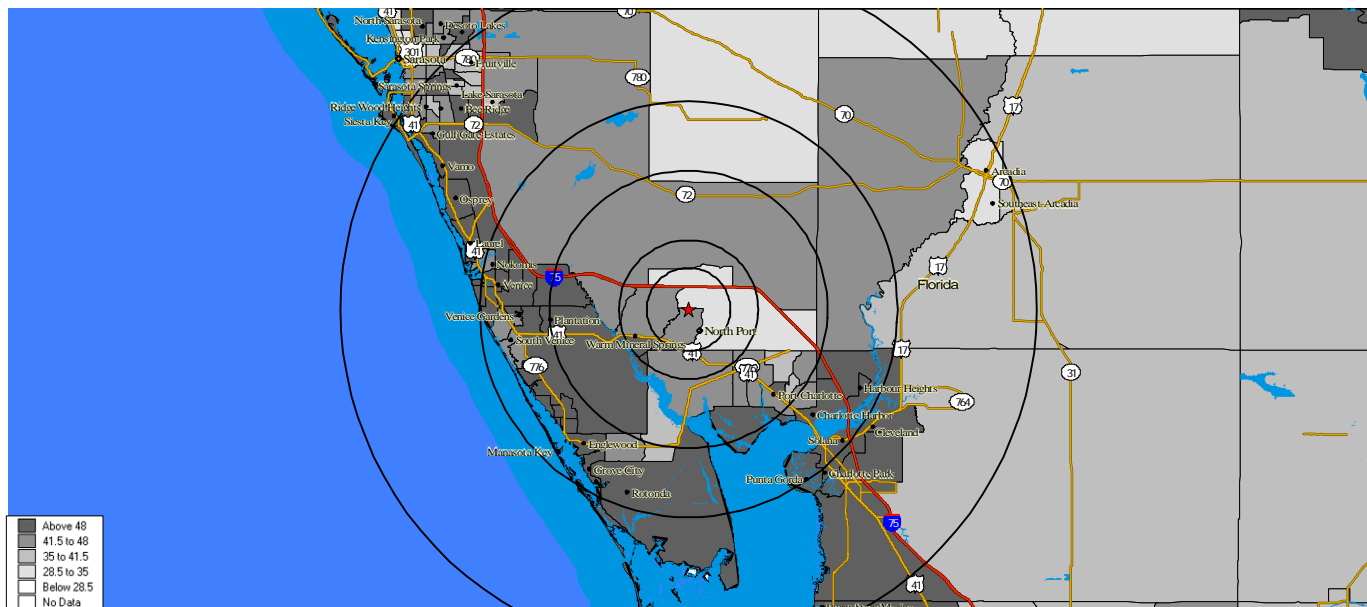 41
70
North Sarasota
Desoto Lakes
Kensington Park
301
Sarasota
780
Fruitville
780
Sarasota Springs
Lake Sarasota
Ridge Wood Heights
Bee Ridge
Siesta Key
41
72
Gulf Gate Estates
70
17
Vamo
Arcadia
70
72
Osprey
Southeast Arcadia
Laurel
41
Nokomis
75
17
Venice
Florida
Venice Gardens
Plantation
41
North Port
South Venice
Warm Mineral Springs
41
17
776
776
41
31
Port Charlotte
Harbour Heights
764
Charlotte Harbor
Cleveland
Solana
Englewood
Manasota Key
Grove City
Charlotte Park
Punta Gorda
Rotonda
75
41
Above 48
41.5 to 48
35 to 41.5
28.5 to 35
Below 28.5
No Data